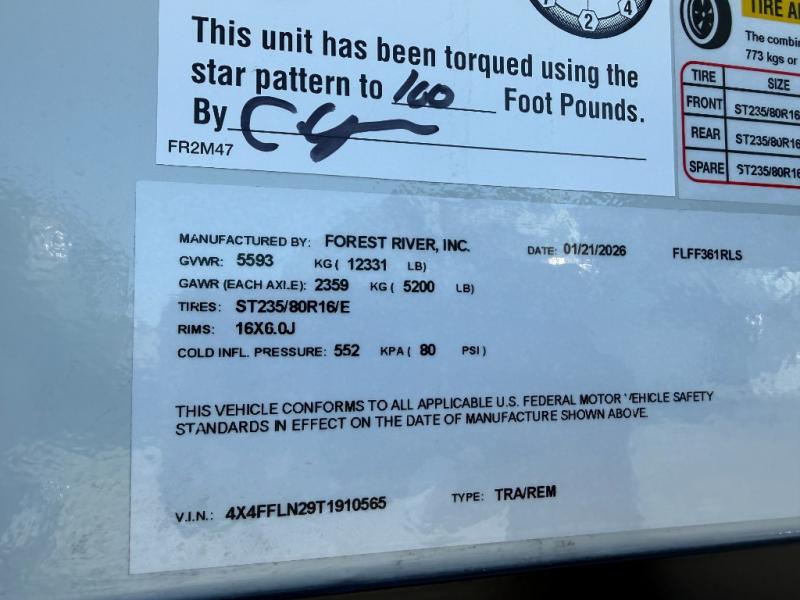 2 4
This unit has been torqued using the
star pattern to 160 Foot Pounds.
By
FR2M47
TIRE
The
773 kgs or
TIRE SIZE
FRONT ST235/80R16
REAR ST235/80R16
SPARE ST235/80R16
MANUFACTURED BY: FOREST RIVER, INC. DATE: 01/21/2026 FLFF361RLS
GVWR: 5593 KG ( 12331 LB)
GAWR (EACH AXLE): 2359 KG ( 5200 LB)
TIRES: ST235/80R16/E
RIMS: 16X6.0J
COLD INFL. PRESSURE: 552 KPA ( 80 PSI )
THIS VEHICLE CONFORMS TO ALL APPLICABLE U.S. FEDERAL MOTOR VEHICLE SAFETY
STANDARDS IN EFFECT ON THE DATE OF MANUFACTURE SHOWN ABOVE.
V.I.N.: 4X4FFLN29T1910565 TYPE: TRA/REM